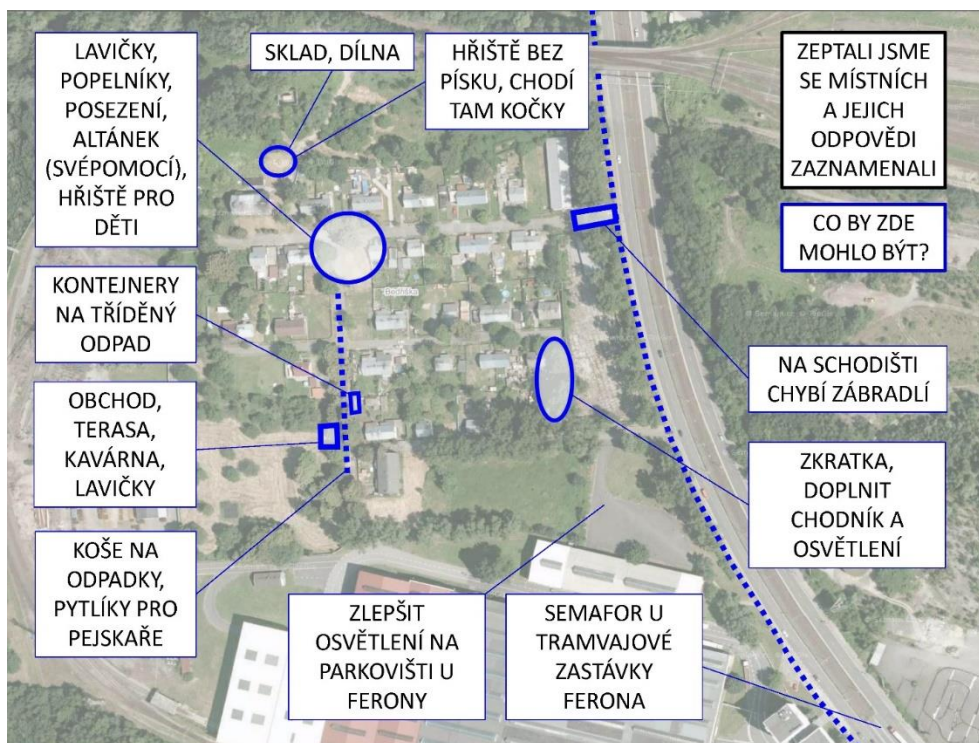 LAVIČKY,
POPELNÍKY,
POSEZENÍ,
ALTÁNEK
(SVÉPOMOCÍ),
HŘIŠTĚ PRO
DĚTI
SKLAD, DÍLNA
HŘIŠTĚ BEZ
PÍSKU, CHODÍ
TAM KOČKY
ZEPTALI JSME
SE MÍSTNÍCH
A JEJICH
ODPOVĚDI
ZAZNAMENALI
CO BY ZDE
MOHLO BÝT?
KONTEJNERY
NA TŘÍDĚNÝ
ODPAD
NA SCHODIŠTI
CHYBÍ ZÁBRADLÍ
OBCHOD,
TERASA,
KAVÁRNA,
LAVIČKY
ZKRATKA,
DOPLNIT
CHODNÍK A
OSVĚTLENÍ
KOŠE NA
ODPADKY,
PYTLÍKY PRO
PEJSKAŘE
ZLEPŠIT
OSVĚTLENÍ NA
PARKOVIŠTI U
FERONY
SEMAFOR U
TRAMVAJOVÉ
ZASTÁVKY
FERONA